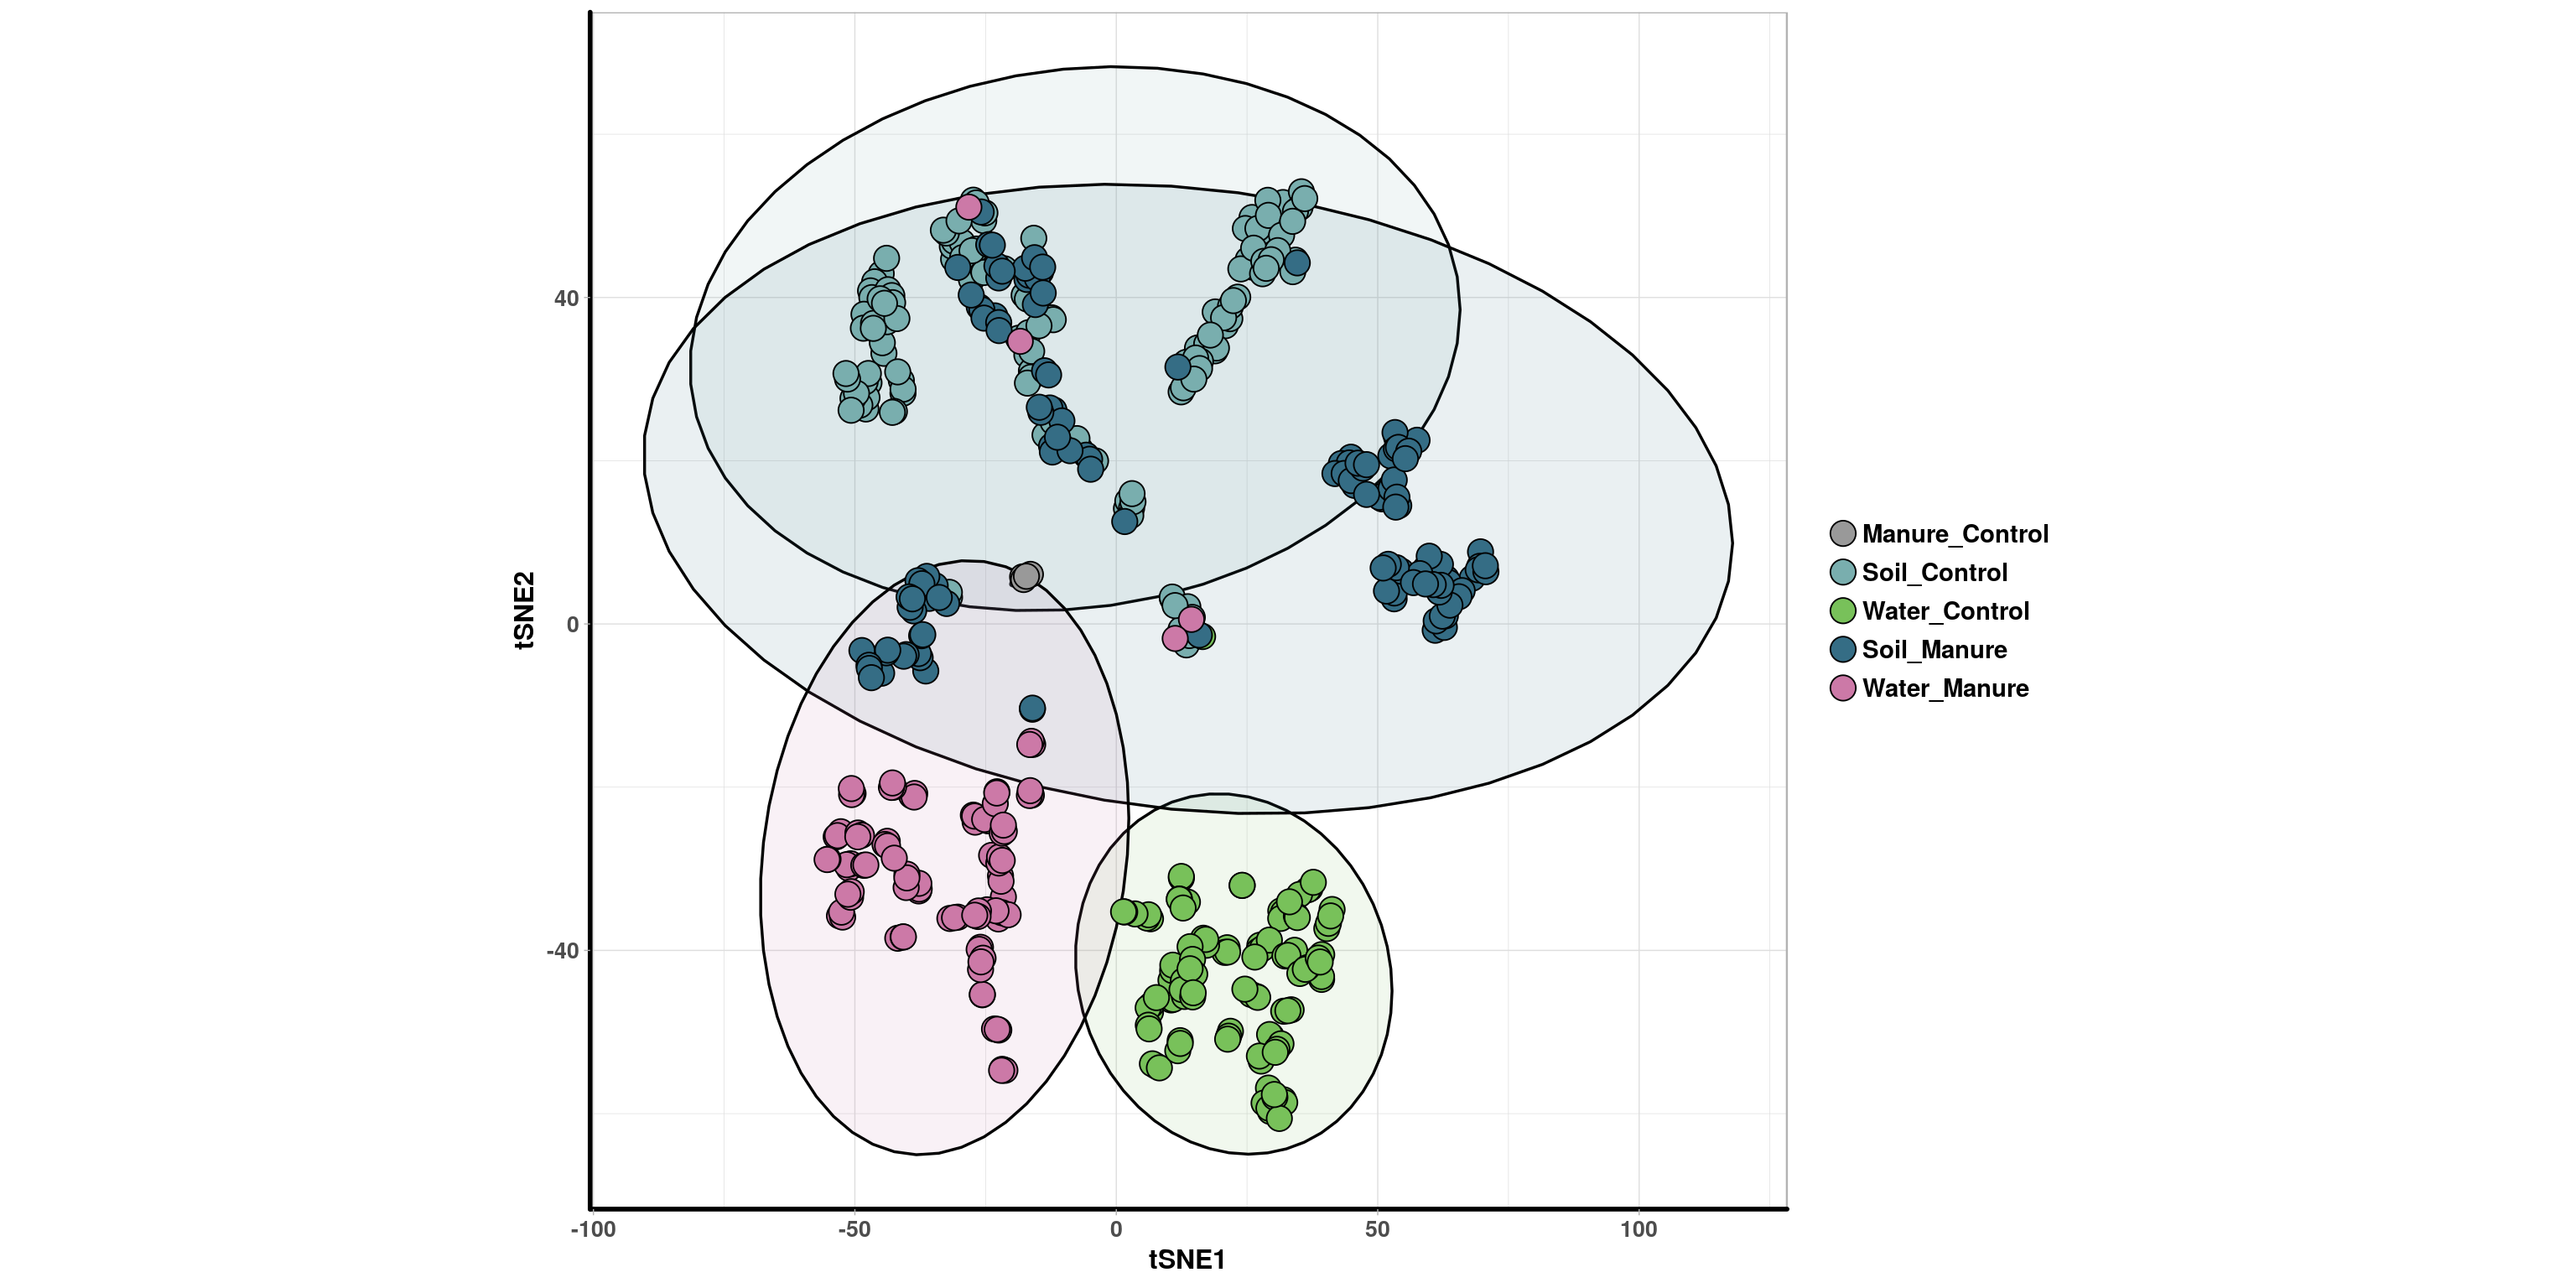 40
0
-40
tSNE2
-100
-50
0
50
100
tSNE1
Manure_Control
Soil_Control
Water_Control
Soil_Manure
Water_Manure